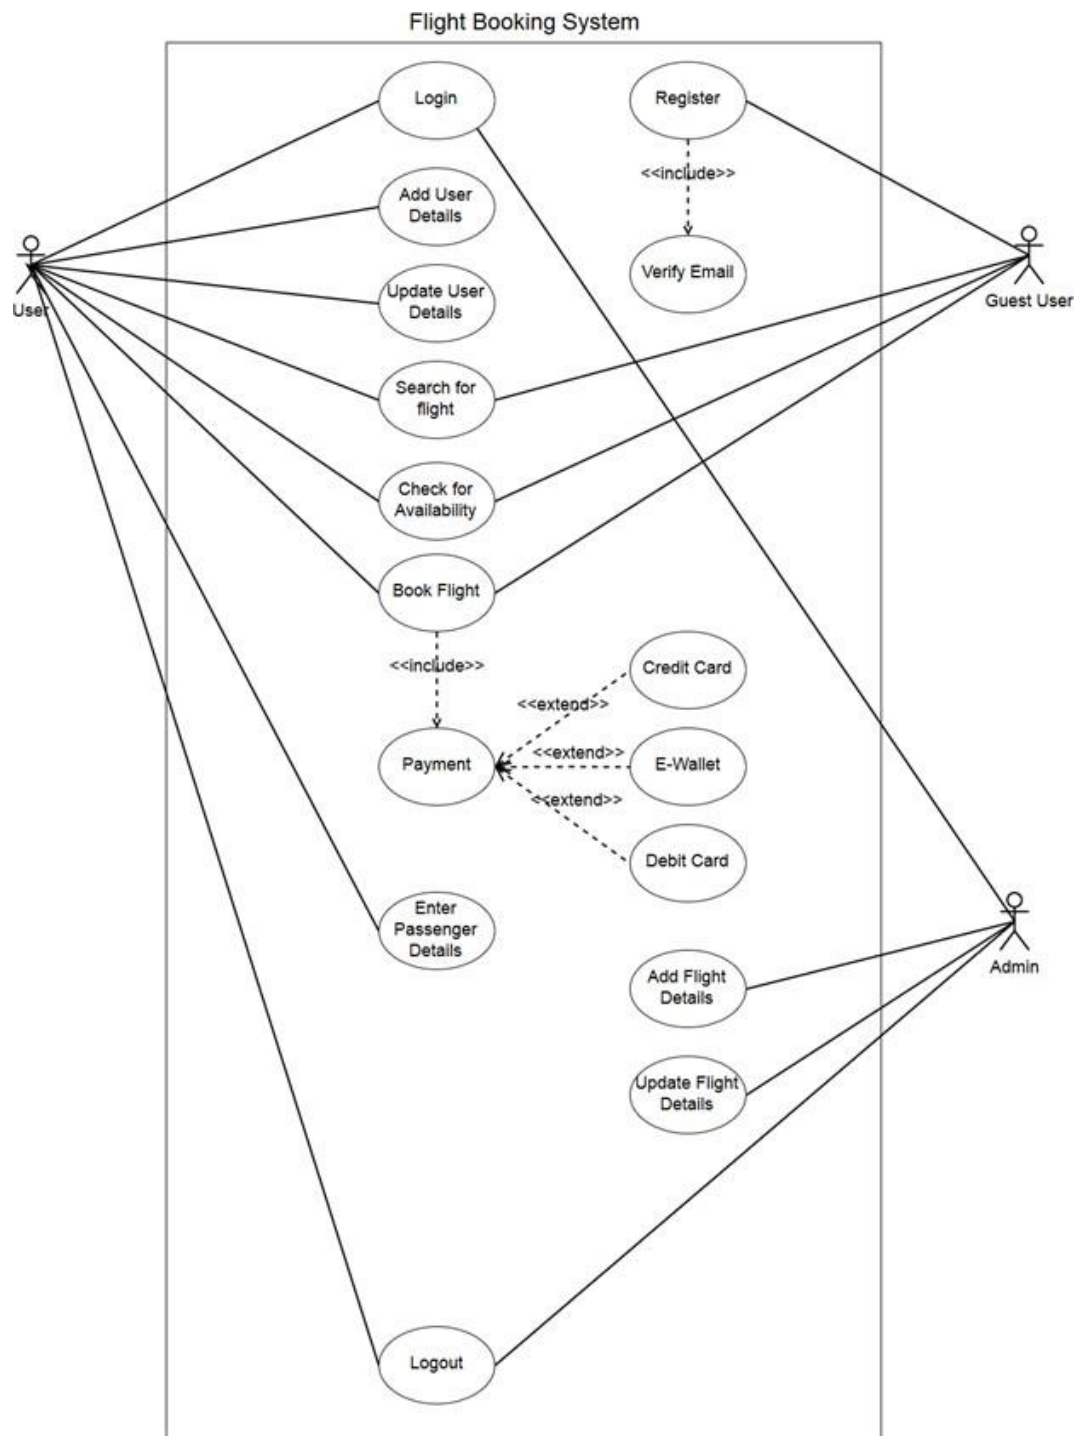 Flight Booking System
Login
Register
<<include>>
Add User
Details
Verify Email
Update User
Details
User
Guest User
Search for
flight
Check for
Availability
Book Flight
<<include>>
Credit Card
<<extend>>
Payment
<<extend>>
E-Wallet
<<extend>>
Debit Card
Enter
Passenger
Details
Admin
Add Flight
Details
Update Flight
Details
Logout